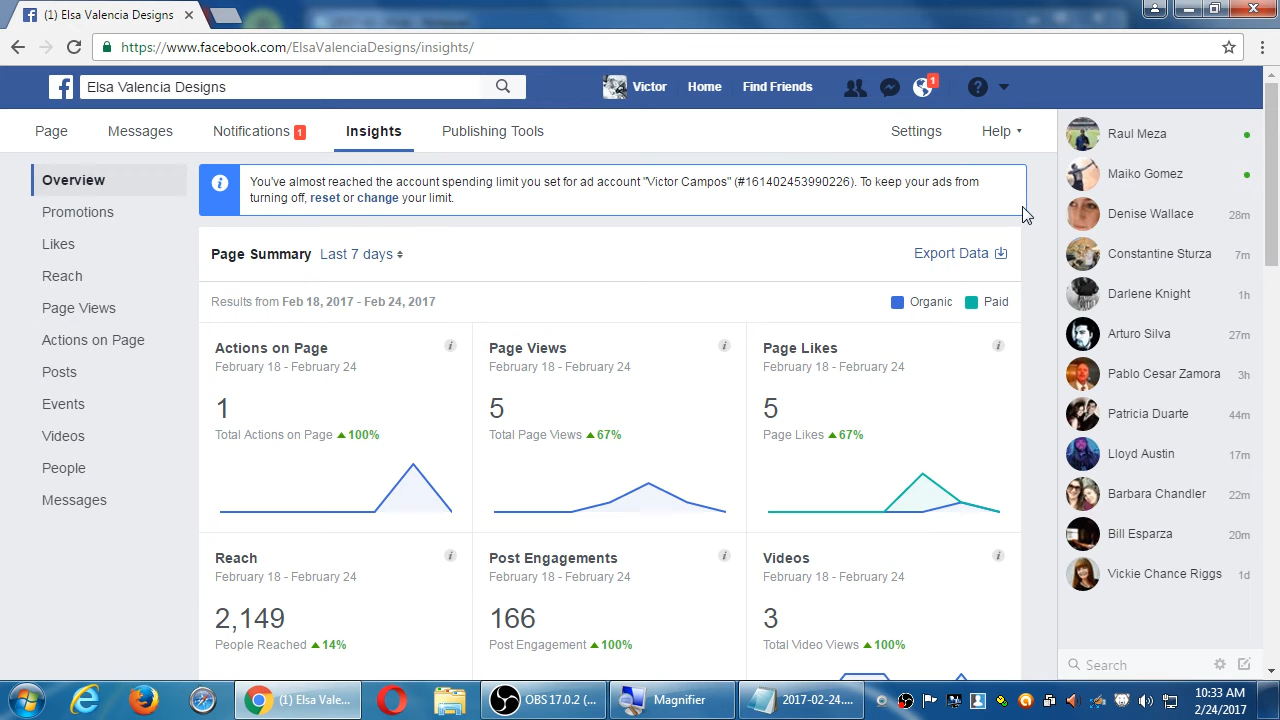 (1) Elsa Valencia Designs
https://www.facebook.com/ElsaValenciaDesigns/insights/
Elsa Valencia Designs
Victor
Home
Find Friends
1
Page
Messages
Notifications 1
Insights
Publishing Tools
Settings
Help
Overview
Promotions
Likes
Reach
Page Views
Actions on Page
Posts
Events
Videos
People
Messages
You've almost reached the account spending limit you set for ad account "Victor Campos" (#161402453990226). To keep your ads from
turning off, reset or change your limit.
Page Summary Last 7 days
Export Data
Results from Feb 18, 2017 - Feb 24, 2017
Organic
Paid
Actions on Page
February 18 - February 24
1
Total Actions on Page 100%
Page Views
February 18 - February 24
5
Total Page Views 67%
Page Likes
February 18 - February 24
5
Page Likes 67%
Reach
February 18 - February 24
2,149
People Reached 14%
Post Engagements
February 18 - February 24
166
Post Engagement 100%
Videos
February 18 - February 24
3
Total Video Views 100%
Raul Meza
Maiko Gomez
Denise Wallace 28m
Constantine Sturza 7m
Darlene Knight 1h
Arturo Silva 27m
Pablo Cesar Zamora 3h
Patricia Duarte 44m
Lloyd Austin 17m
Barbara Chandler 22m
Bill Esparza 20m
Vickie Chance Riggs 1d
Search
(1) Elsa Vale...
OBS 17.0.2 (...
Magnifier
2017-02-24....
10:33 AM
2/24/2017